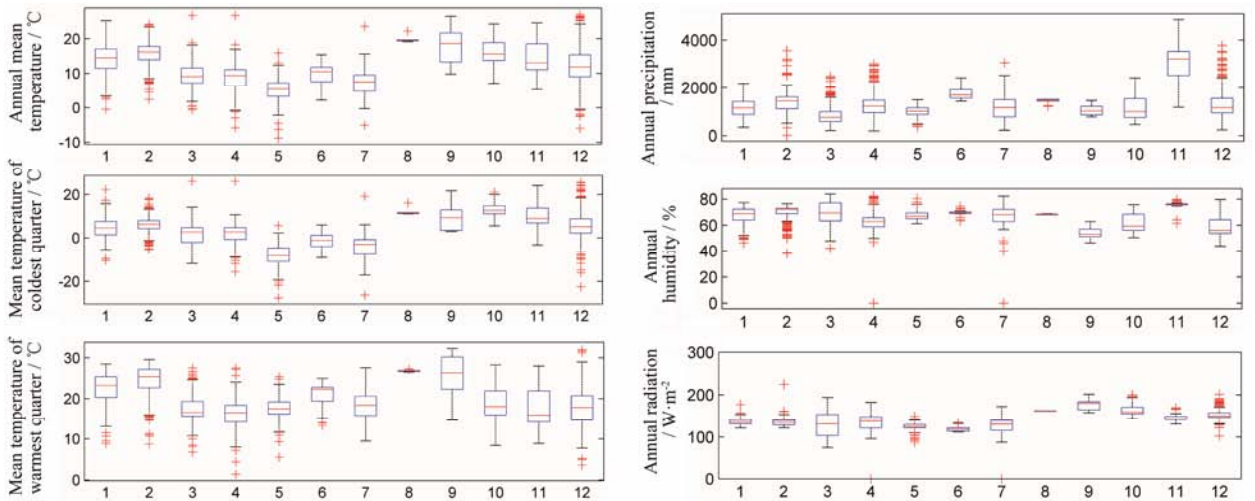 Annual mean
temperature / ℃
20
10
0
-10
1 2 3 4 5 6 7 8 9 10 11 12
Mean temperature of
coldest quarter / ℃
20
0
-20
1 2 3 4 5 6 7 8 9 10 11 12
Mean temperature of
warmest quarter / ℃
30
20
10
0
1 2 3 4 5 6 7 8 9 10 11 12
Annual precipitation
/ mm
4000
2000
0
1 2 3 4 5 6 7 8 9 10 11 12
Annual
humidity / %
80
60
40
20
0
1 2 3 4 5 6 7 8 9 10 11 12
Annual radiation
/ W·m⁻²
300
200
100
0
1 2 3 4 5 6 7 8 9 10 11 12